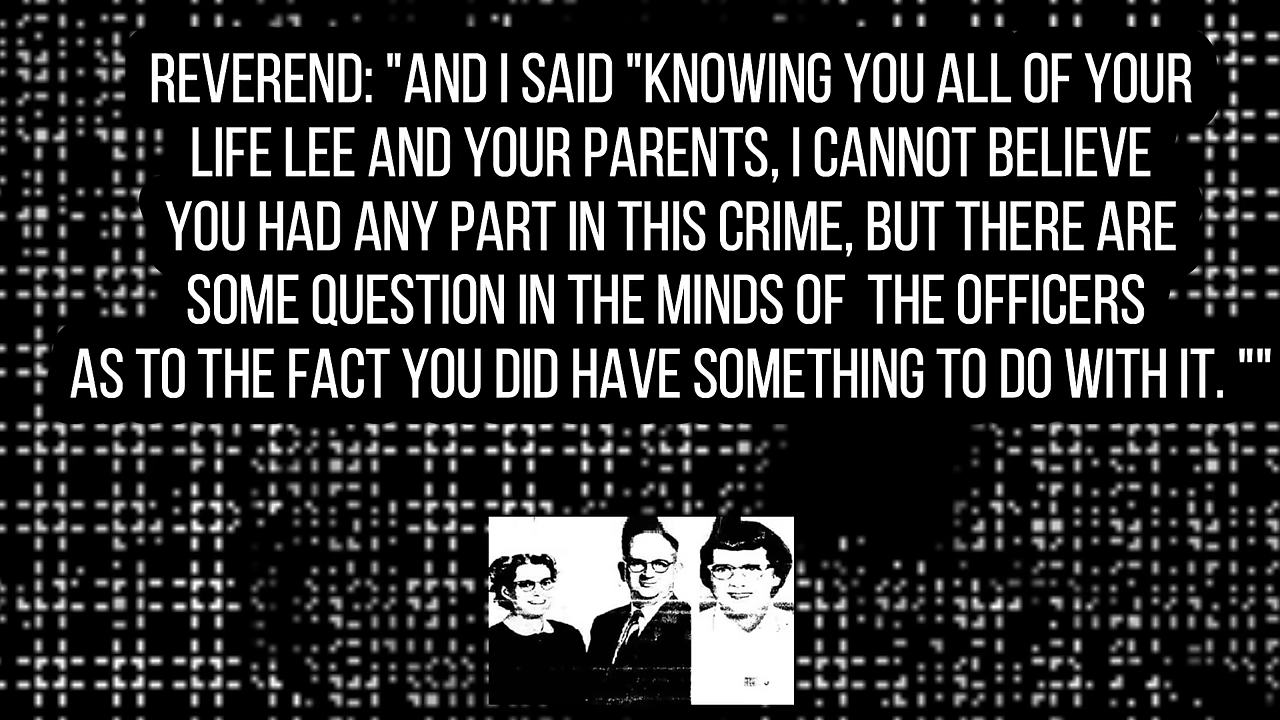 REVEREND: "AND I SAID "KNOWING YOU ALL OF YOUR
LIFE LEE AND YOUR PARENTS, I CANNOT BELIEVE
YOU HAD ANY PART IN THIS CRIME, BUT THERE ARE
SOME QUESTION IN THE MINDS OF  THE OFFICERS
AS TO THE FACT YOU DID HAVE SOMETHING TO DO WITH IT. ""